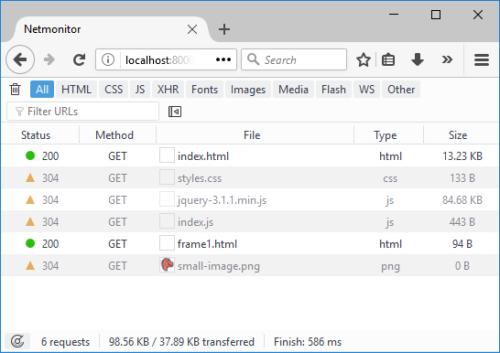 Netmonitor
localhost:8000 Search
All HTML CSS JS XHR Fonts Images Media Flash WS Other
Filter URLs
Status Method File Type Size
200 GET index.html html 13.23 KB
304 GET styles.css css 133 B
304 GET jquery-3.1.1.min.js js 84.68 KB
304 GET index.js js 443 B
200 GET frame1.html html 94 B
304 GET small-image.png png 0 B
6 requests 98.56 KB / 37.89 KB transferred Finish: 586 ms